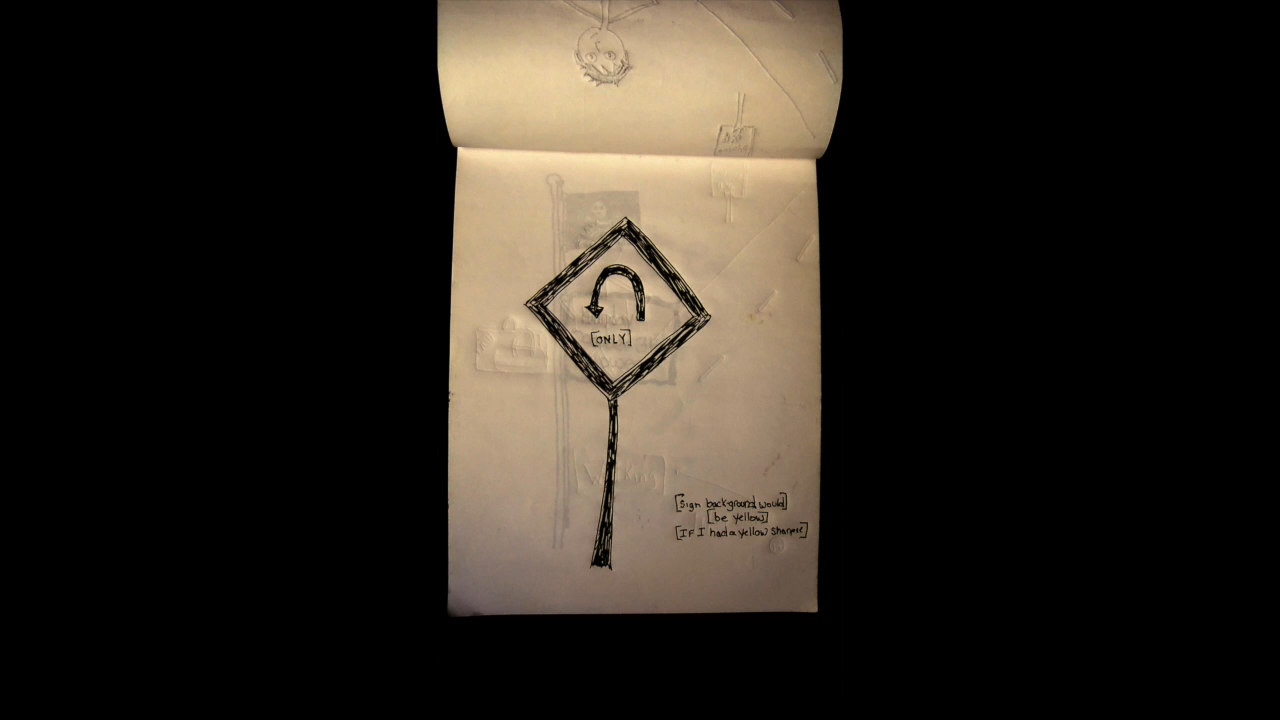 [ONLY]
[Sign background would]
[be yellow]
[IF I had a yellow Sharpie]